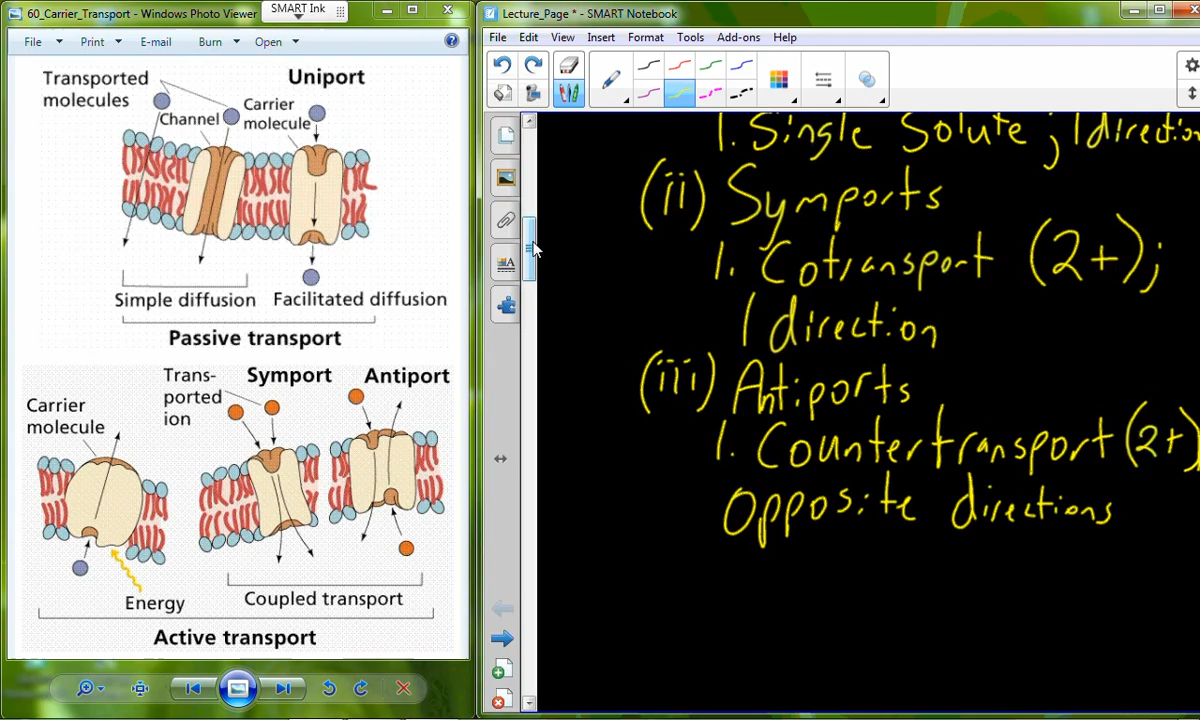 60_Carrier_Transport - Windows Photo Viewer
SMART Ink
File Print E-mail Burn Open
Transported
molecules
Uniport
Channel
Carrier
molecule
Simple diffusion
Facilitated diffusion
Passive transport
Trans-
ported
ion
Symport
Antiport
Carrier
molecule
Energy
Coupled transport
Active transport
Lecture_Page * - SMART Notebook
File Edit View Insert Format Tools Add-ons Help
1. Single Solute ; 1 direction
(ii) Symports
1. Cotransport (2+);
1 direction
(iii) Antiports
1. Countertransport (2+)
Opposite directions